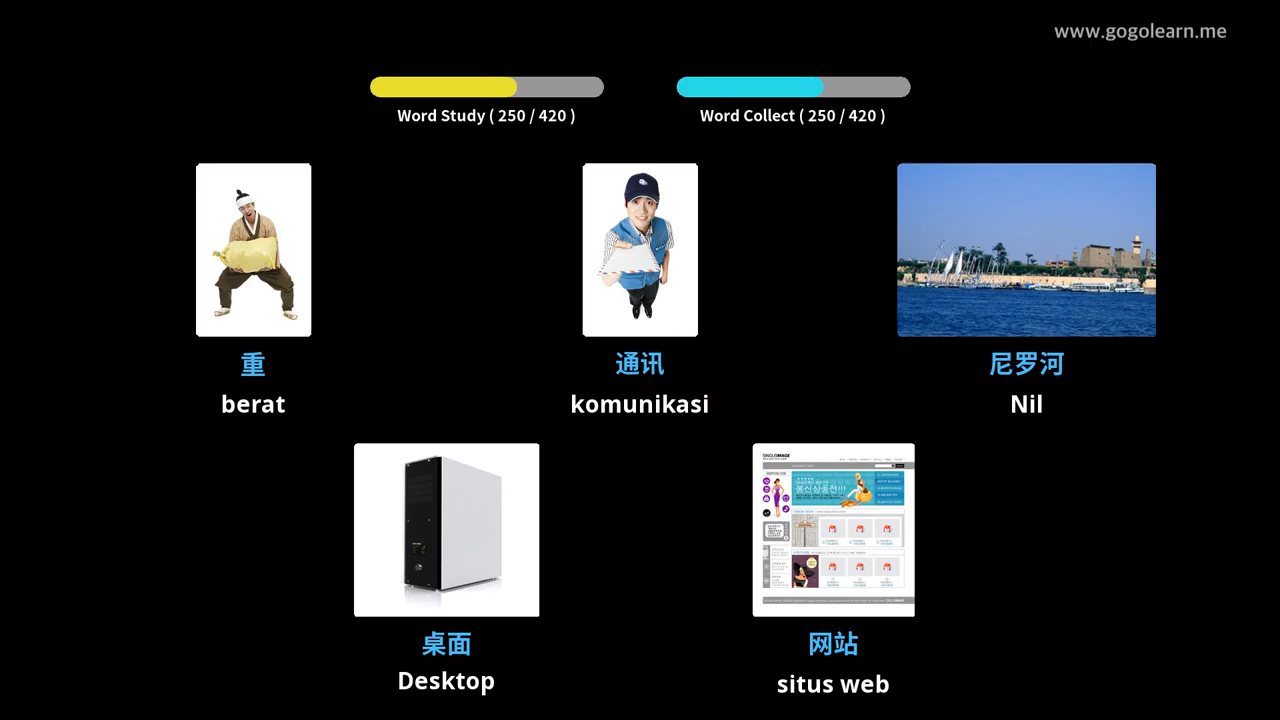 www.gogolearn.me
Word Study ( 250 / 420 )
Word Collect ( 250 / 420 )
重
berat
通讯
komunikasi
尼罗河
Nil
桌面
Desktop
网站
situs web